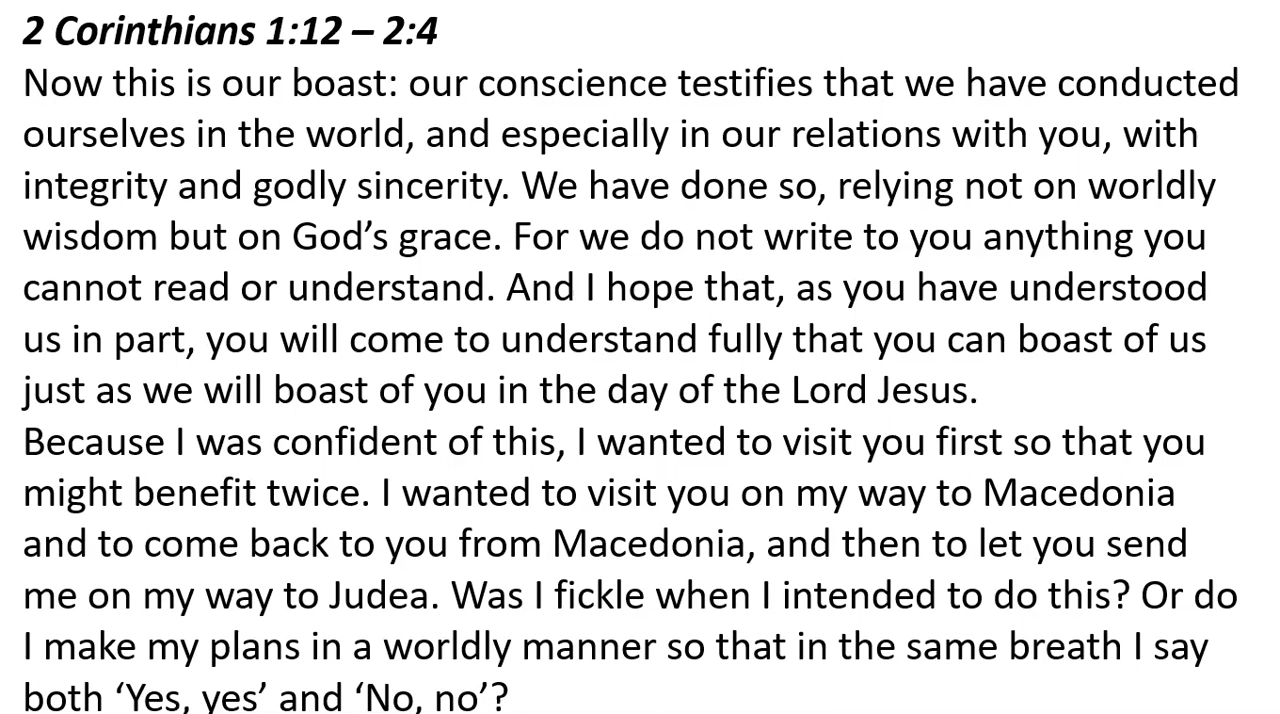 2 Corinthians 1:12 – 2:4
Now this is our boast: our conscience testifies that we have conducted
ourselves in the world, and especially in our relations with you, with
integrity and godly sincerity. We have done so, relying not on worldly
wisdom but on God’s grace. For we do not write to you anything you
cannot read or understand. And I hope that, as you have understood
us in part, you will come to understand fully that you can boast of us
just as we will boast of you in the day of the Lord Jesus.
Because I was confident of this, I wanted to visit you first so that you
might benefit twice. I wanted to visit you on my way to Macedonia
and to come back to you from Macedonia, and then to let you send
me on my way to Judea. Was I fickle when I intended to do this? Or do
I make my plans in a worldly manner so that in the same breath I say
both ‘Yes, yes’ and ‘No, no’?